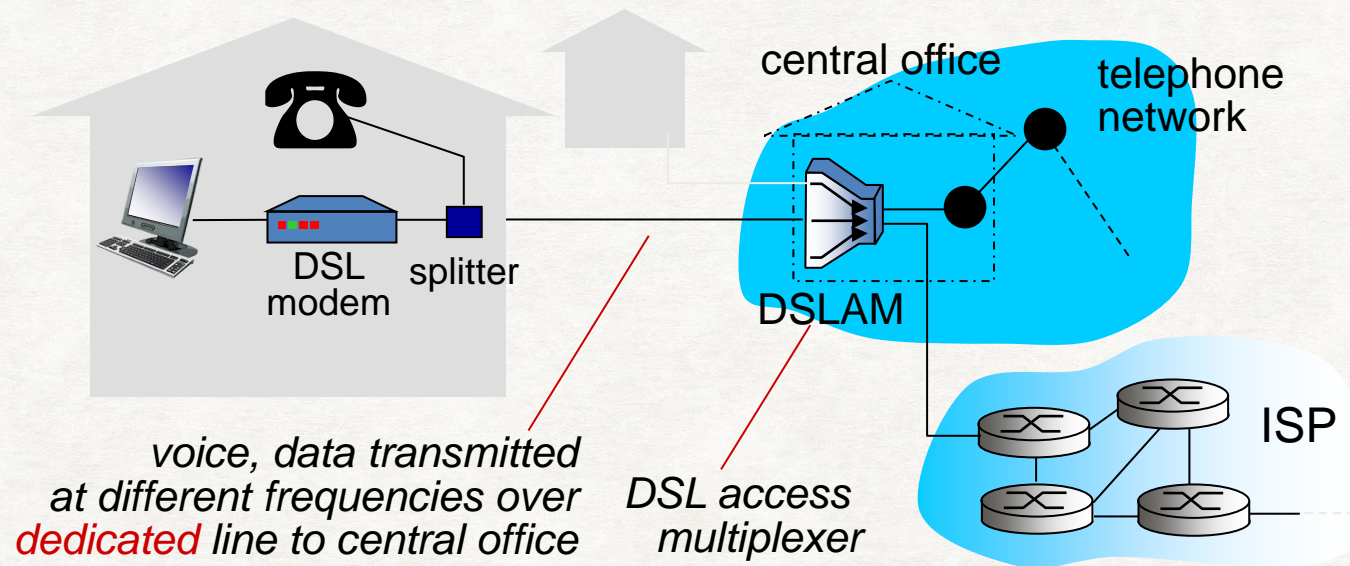 central office
telephone
network
DSL
modem
splitter
DSLAM
ISP
voice, data transmitted
at different frequencies over
dedicated line to central office
DSL access
multiplexer